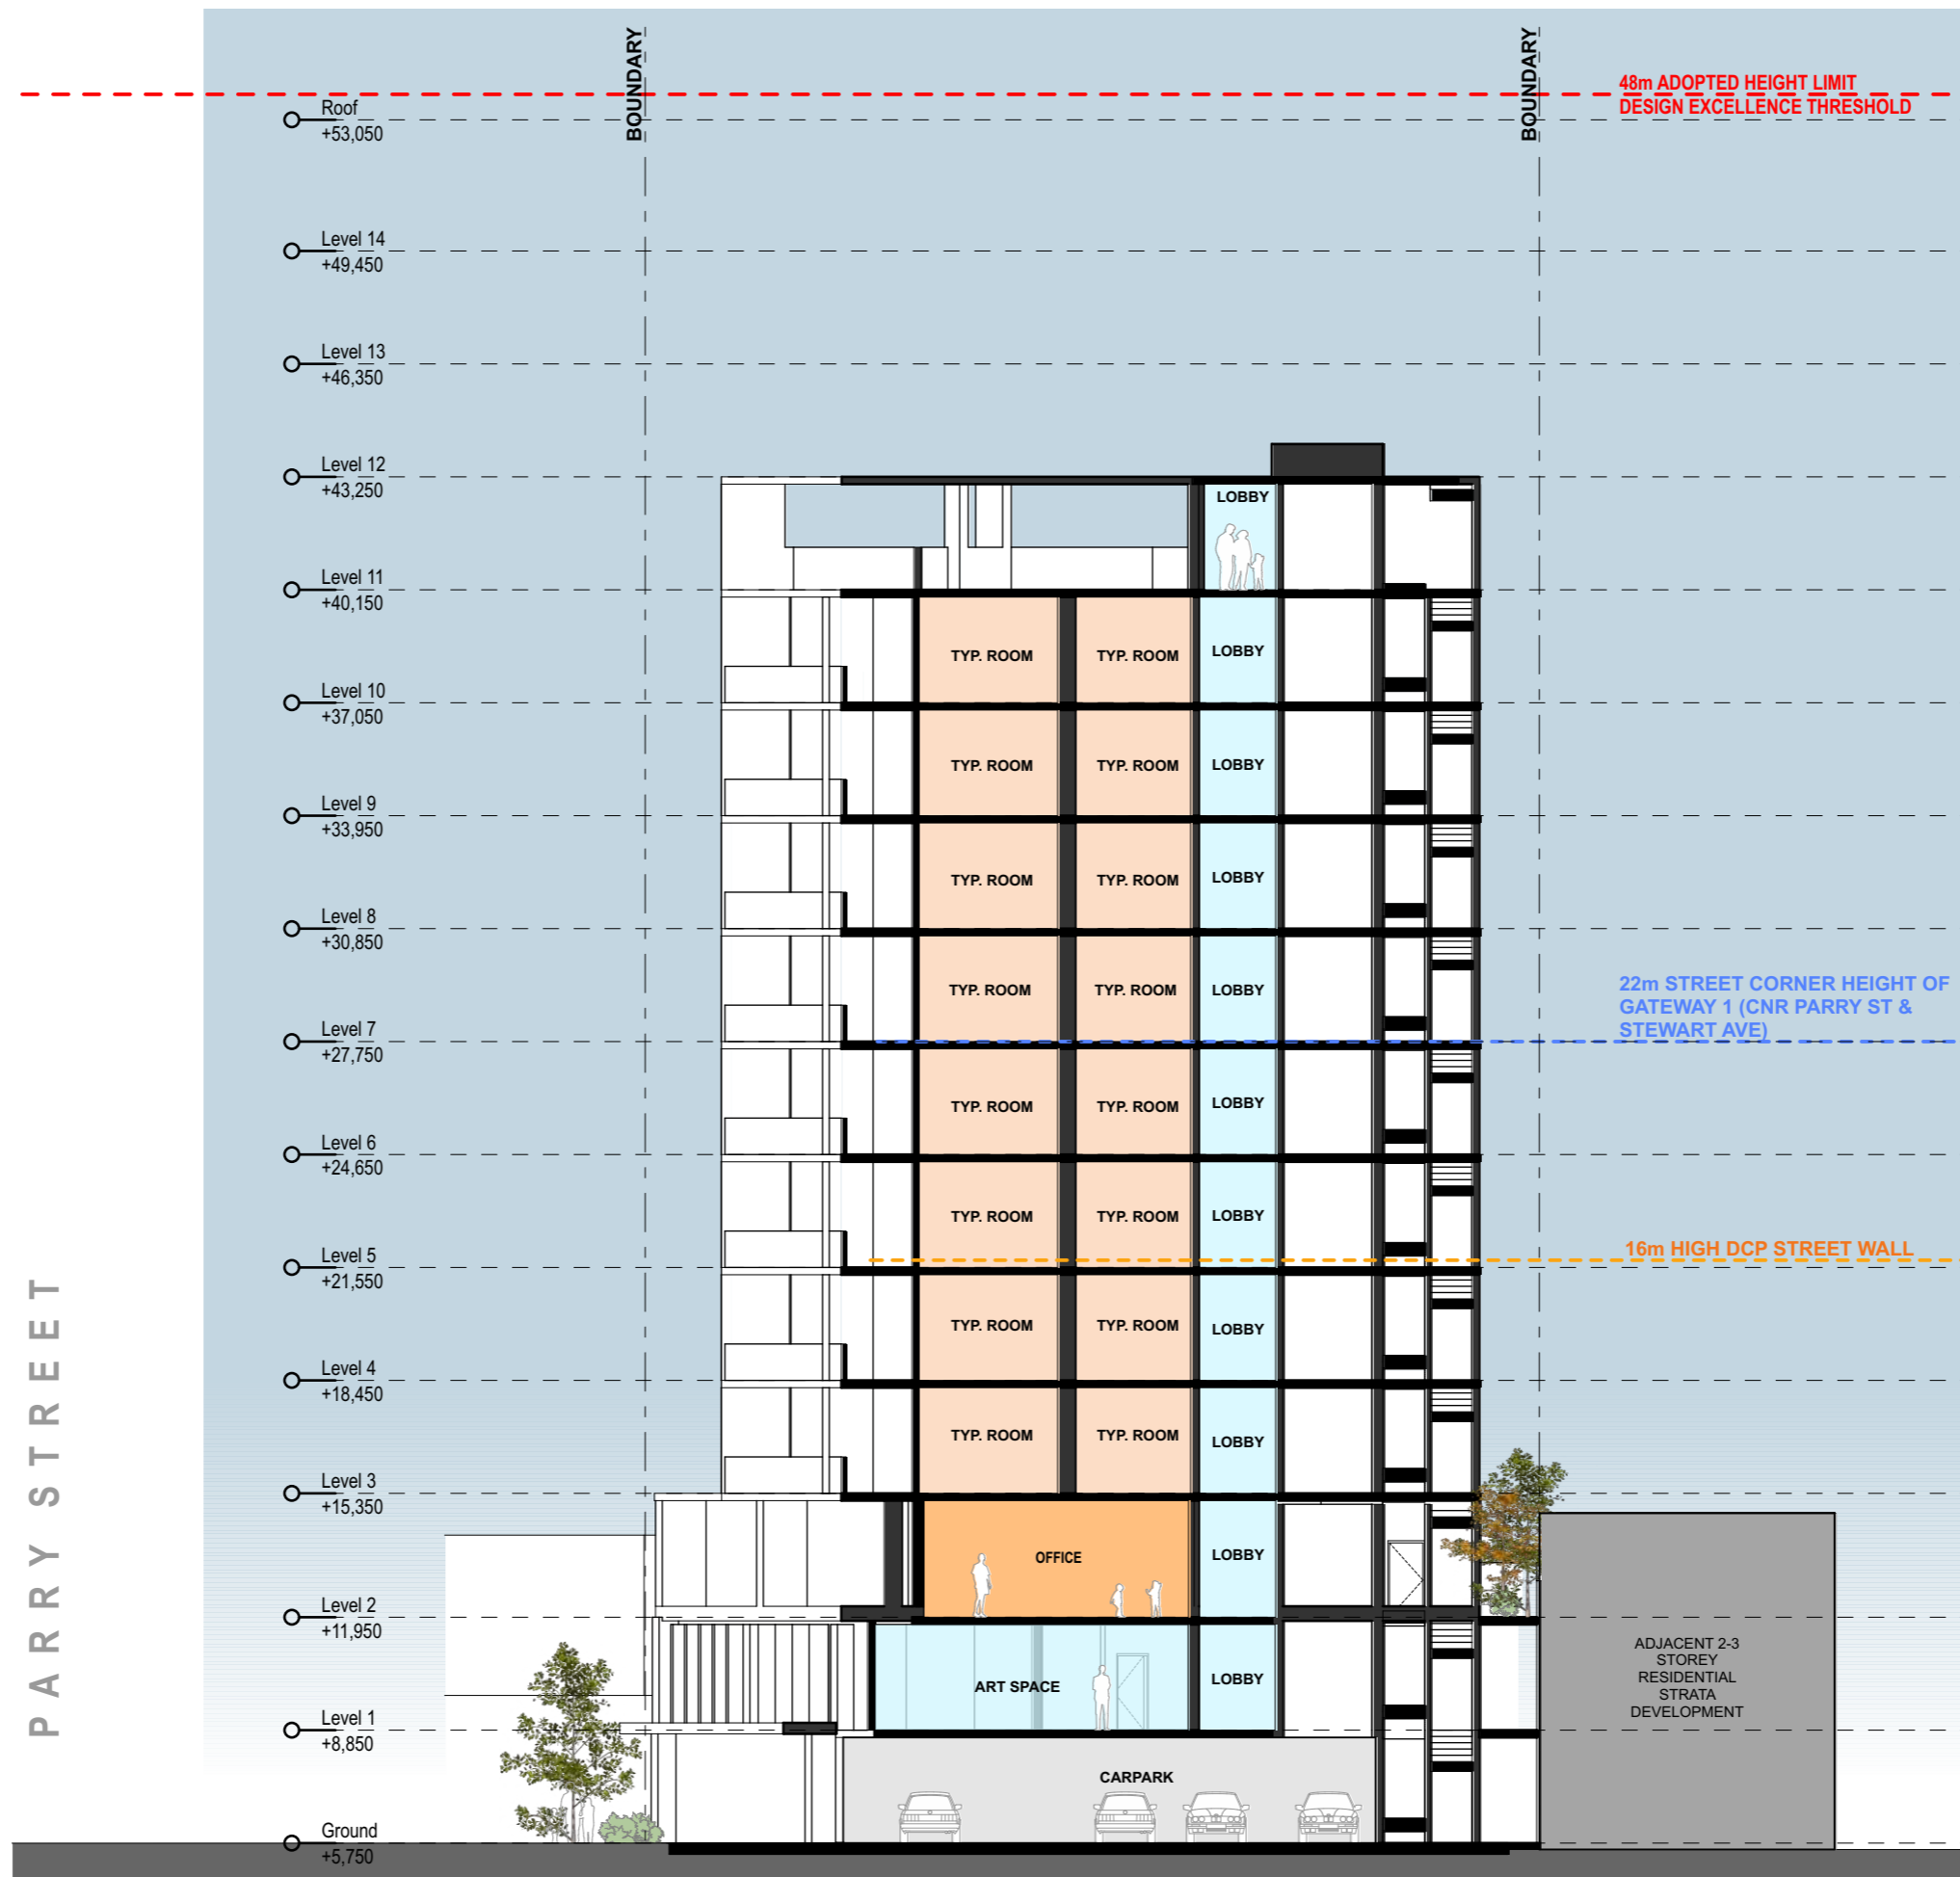 BOUNDARY
BOUNDARY
48m ADOPTED HEIGHT LIMIT
DESIGN EXCELLENCE THRESHOLD
Roof
+53,050
Level 14
+49,450
Level 13
+46,350
Level 12
+43,250
LOBBY
Level 11
+40,150
TYP. ROOM TYP. ROOM LOBBY
Level 10
+37,050
TYP. ROOM TYP. ROOM LOBBY
Level 9
+33,950
TYP. ROOM TYP. ROOM LOBBY
Level 8
+30,850
TYP. ROOM TYP. ROOM LOBBY
22m STREET CORNER HEIGHT OF
GATEWAY 1 (CNR PARRY ST &
STEWART AVE)
Level 7
+27,750
TYP. ROOM TYP. ROOM LOBBY
Level 6
+24,650
TYP. ROOM TYP. ROOM LOBBY
16m HIGH DCP STREET WALL
Level 5
+21,550
TYP. ROOM TYP. ROOM LOBBY
Level 4
+18,450
TYP. ROOM TYP. ROOM LOBBY
Level 3
+15,350
OFFICE LOBBY
Level 2
+11,950
ART SPACE LOBBY
ADJACENT 2-3
STOREY
RESIDENTIAL
STRATA
DEVELOPMENT
Level 1
+8,850
CARPARK
Ground
+5,750
PARRY STREET